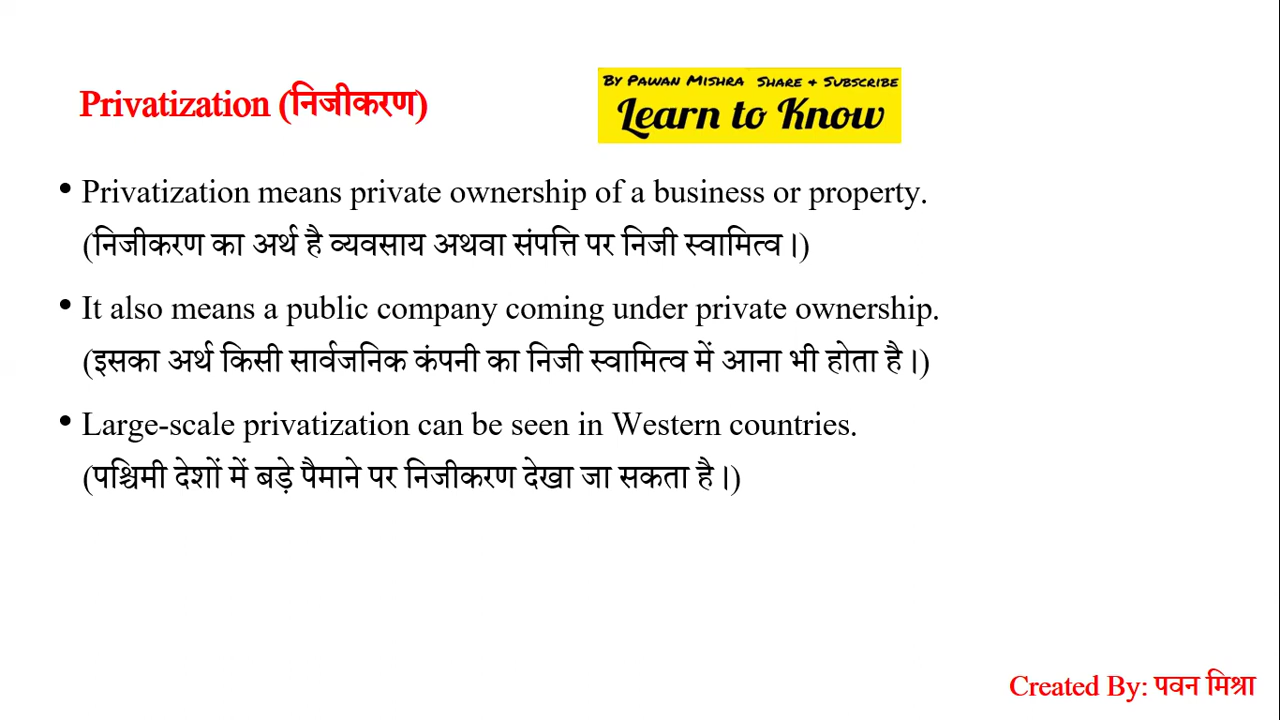 Privatization (निजीकरण)
By Pawan Mishra Share & Subscribe
Learn to Know
• Privatization means private ownership of a business or property.
(निजीकरण का अर्थ है व्यवसाय अथवा संपत्ति पर निजी स्वामित्व।)
• It also means a public company coming under private ownership.
(इसका अर्थ किसी सार्वजनिक कंपनी का निजी स्वामित्व में आना भी होता है।)
• Large-scale privatization can be seen in Western countries.
(पश्चिमी देशों में बड़े पैमाने पर निजीकरण देखा जा सकता है।)
Created By: पवन मिश्रा